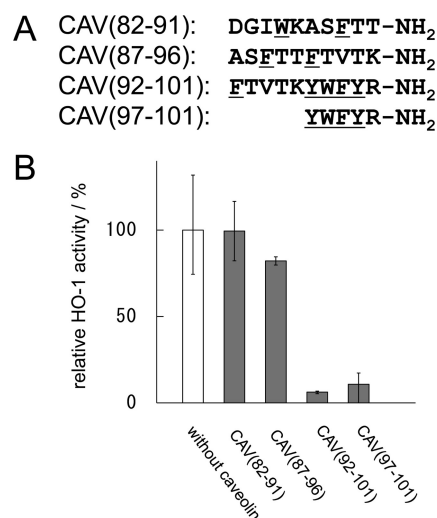 A
CAV(82-91): DGIWKASFTT-NH2
CAV(87-96): ASFTTFTVTK-NH2
CAV(92-101): FTVTKYWFYR-NH2
CAV(97-101): YWFYR-NH2
B
relative HO-1 activity / %
100
50
0
without caveolin
CAV(82-91)
CAV(87-96)
CAV(92-101)
CAV(97-101)